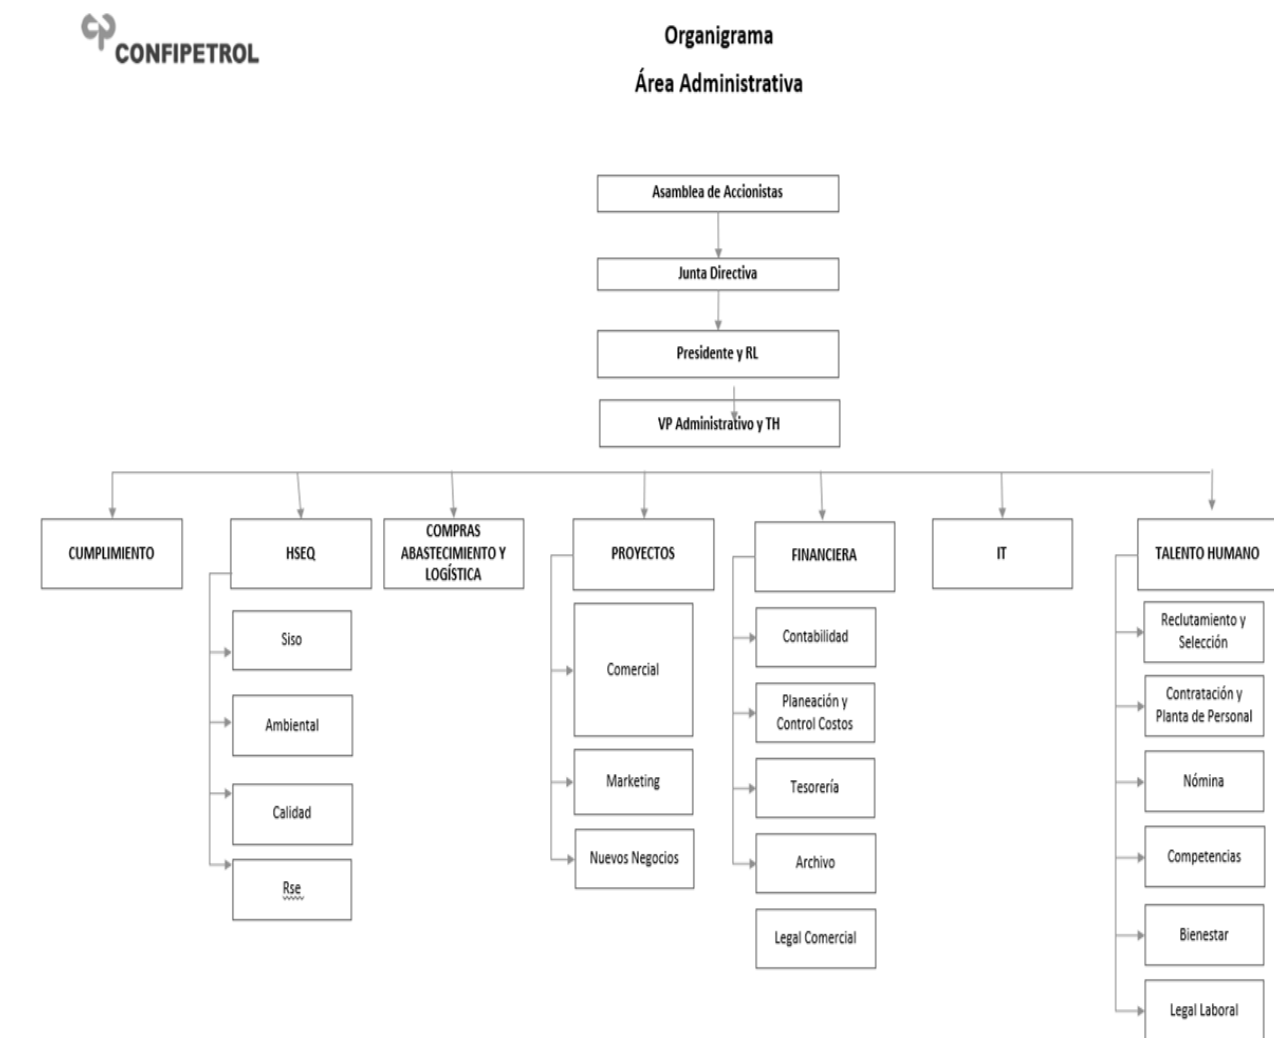 CONFIPETROL
Organigrama
Área Administrativa
Asamblea de Accionistas
Junta Directiva
Presidente y RL
VP Administrativo y TH
CUMPLIMIENTO
HSEQ
COMPRAS
ABASTECIMIENTO Y
LOGÍSTICA
PROYECTOS
FINANCIERA
IT
TALENTO HUMANO
Siso
Ambiental
Calidad
Rse
Comercial
Marketing
Nuevos Negocios
Contabilidad
Planeación y
Control Costos
Tesorería
Archivo
Legal Comercial
Reclutamiento y
Selección
Contratación y
Planta de Personal
Nómina
Competencias
Bienestar
Legal Laboral